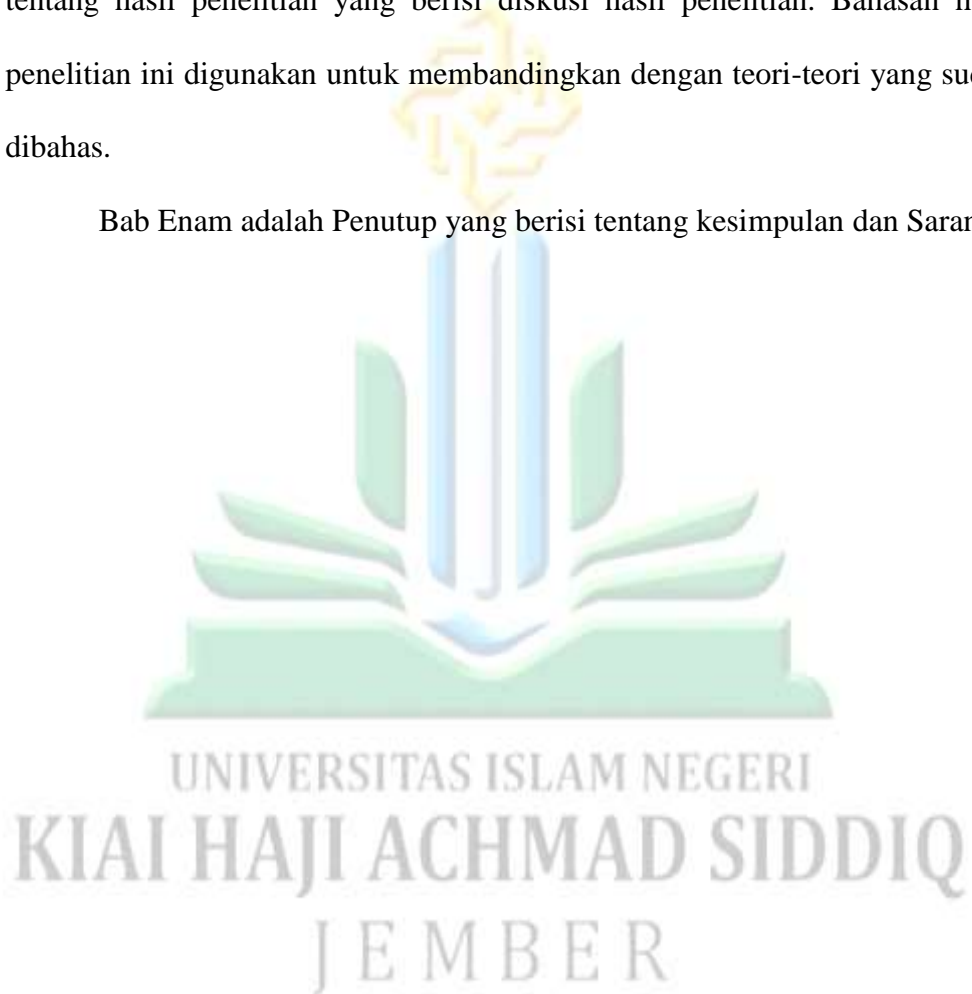 tentang hasil penelitian yang berisi diskusi hasil penelitian. Bahasan
penelitian ini digunakan untuk membandingkan dengan teori-teori yang
dibahas.
Bab Enam adalah Penutup yang berisi tentang kesimpulan dan Saran
UNIVERSITAS ISLAM NEGERI
KIAI HAJI ACHMAD SIDDIQ
JEMBER